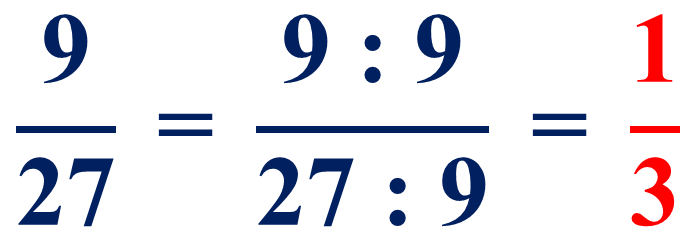 9/27 = 9 : 9/27 : 9 = 1/3